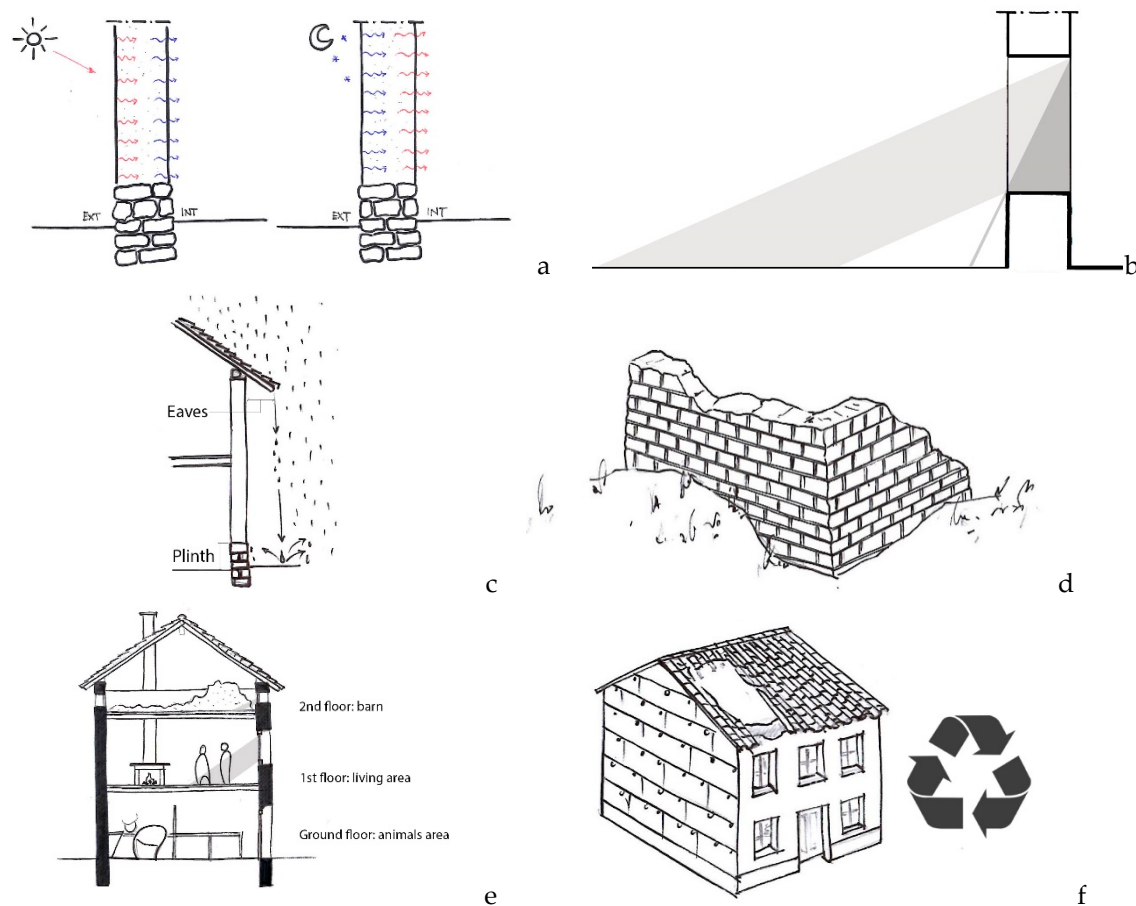 EXT
INT
EXT
INT
a
b
Eaves
Plinth
c
d
2nd floor: barn
1st floor: living area
Ground floor: animals area
e
f